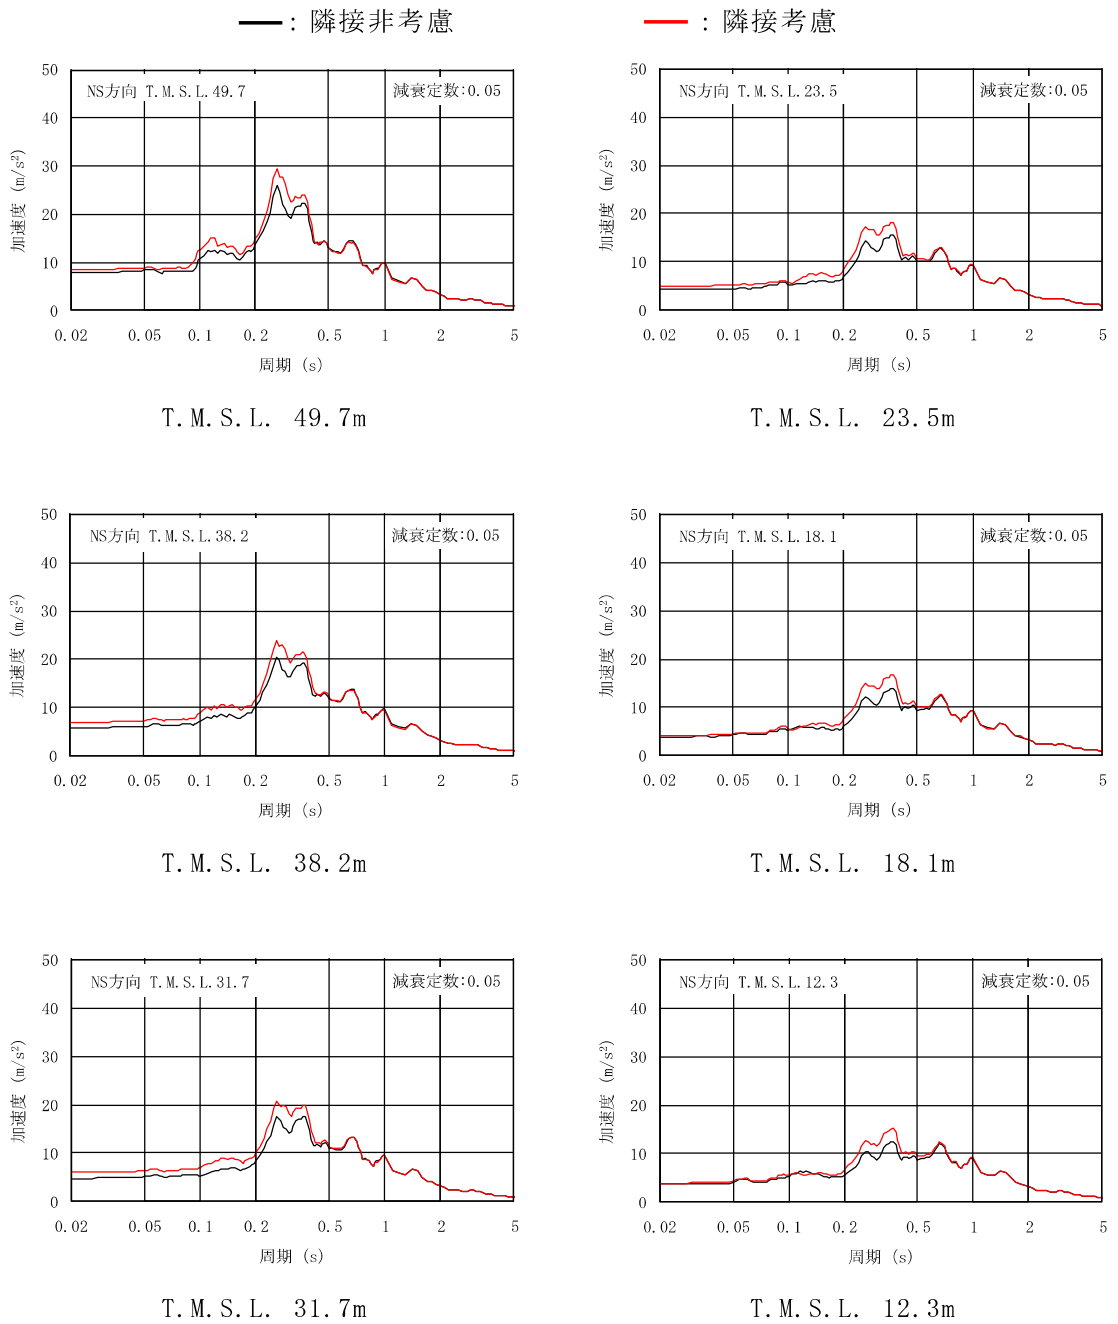 : 隣接非考慮
: 隣接考慮
50
40
30
20
10
0
加速度 (m/s²)
NS方向 T.M.S.L.49.7
減衰定数:0.05
0.02 0.05 0.1 0.2 0.5 1 2 5
周期 (s)
T.M.S.L. 49.7m
50
40
30
20
10
0
加速度 (m/s²)
NS方向 T.M.S.L.23.5
減衰定数:0.05
0.02 0.05 0.1 0.2 0.5 1 2 5
周期 (s)
T.M.S.L. 23.5m
50
40
30
20
10
0
加速度 (m/s²)
NS方向 T.M.S.L.38.2
減衰定数:0.05
0.02 0.05 0.1 0.2 0.5 1 2 5
周期 (s)
T.M.S.L. 38.2m
50
40
30
20
10
0
加速度 (m/s²)
NS方向 T.M.S.L.18.1
減衰定数:0.05
0.02 0.05 0.1 0.2 0.5 1 2 5
周期 (s)
T.M.S.L. 18.1m
50
40
30
20
10
0
加速度 (m/s²)
NS方向 T.M.S.L.31.7
減衰定数:0.05
0.02 0.05 0.1 0.2 0.5 1 2 5
周期 (s)
T.M.S.L. 31.7m
50
40
30
20
10
0
加速度 (m/s²)
NS方向 T.M.S.L.12.3
減衰定数:0.05
0.02 0.05 0.1 0.2 0.5 1 2 5
周期 (s)
T.M.S.L. 12.3m